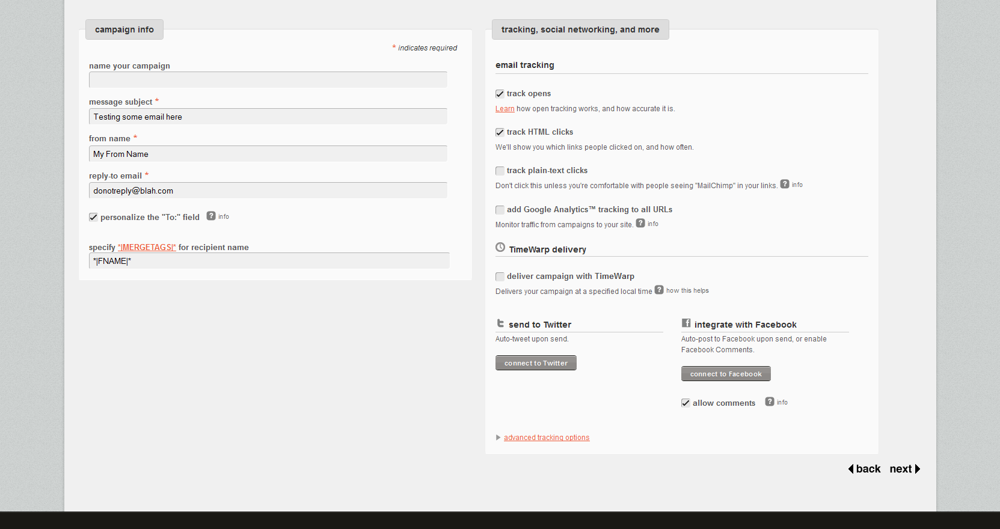 campaign info
* indicates required
name your campaign
message subject *
Testing some email here
from name *
My From Name
reply-to email *
donotreply@blah.com
personalize the "To:" field ? info
specify *|MERGETAGS|* for recipient name
*|FNAME|*
tracking, social networking, and more
email tracking
track opens
Learn how open tracking works, and how accurate it is.
track HTML clicks
We'll show you which links people clicked on, and how often.
track plain-text clicks
Don't click this unless you're comfortable with people seeing "MailChimp" in your links. ? info
add Google Analytics™ tracking to all URLs
Monitor traffic from campaigns to your site. ? info
TimeWarp delivery
deliver campaign with TimeWarp
Delivers your campaign at a specified local time ? how this helps
send to Twitter
Auto-tweet upon send.
connect to Twitter
integrate with Facebook
Auto-post to Facebook upon send, or enable
Facebook Comments.
connect to Facebook
allow comments ? info
advanced tracking options
back next